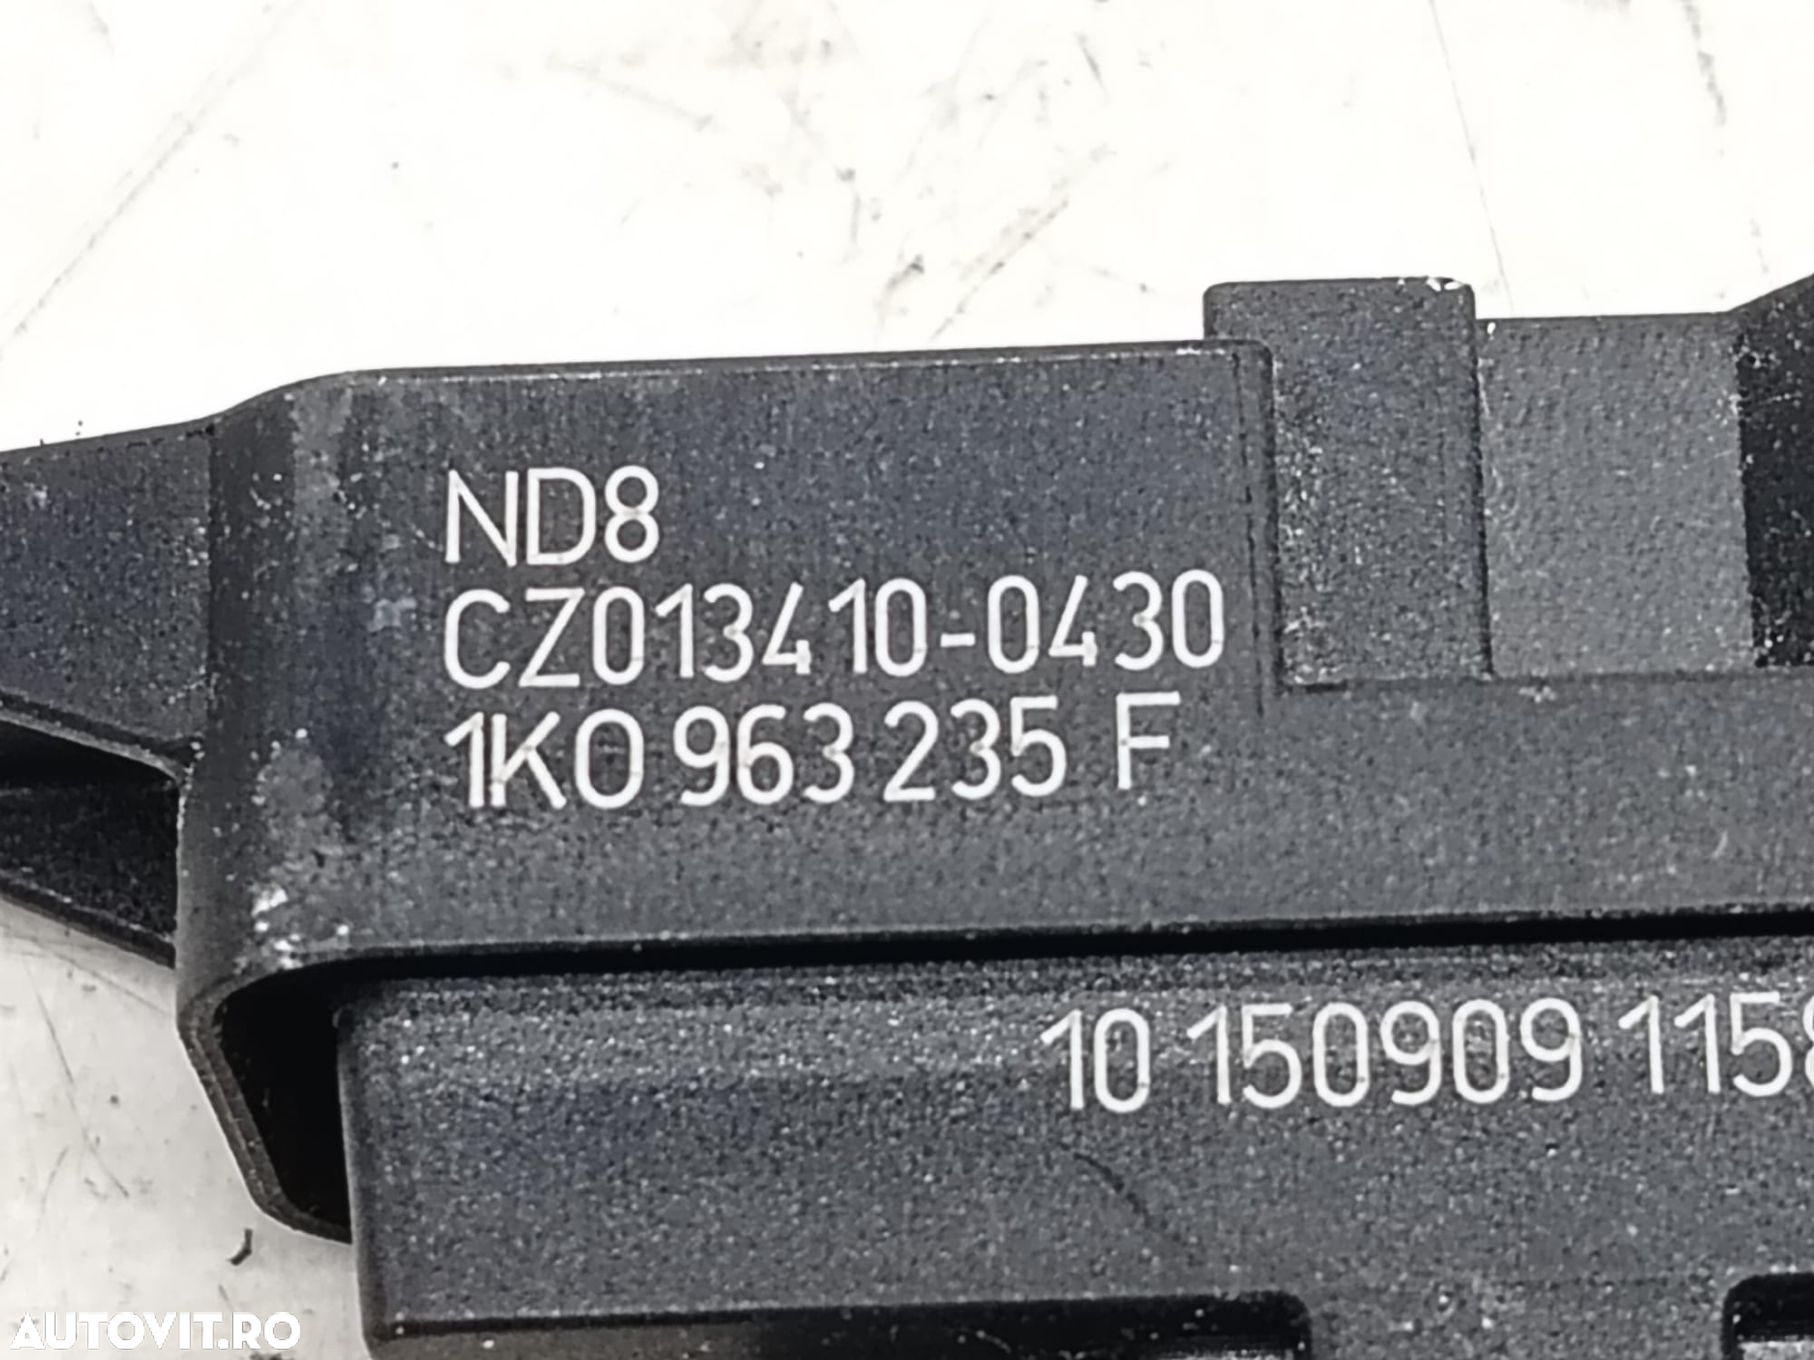 ND8
CZ013410-0430
1K0 963 235 F
10 150909 115
AUTOVIT.RO